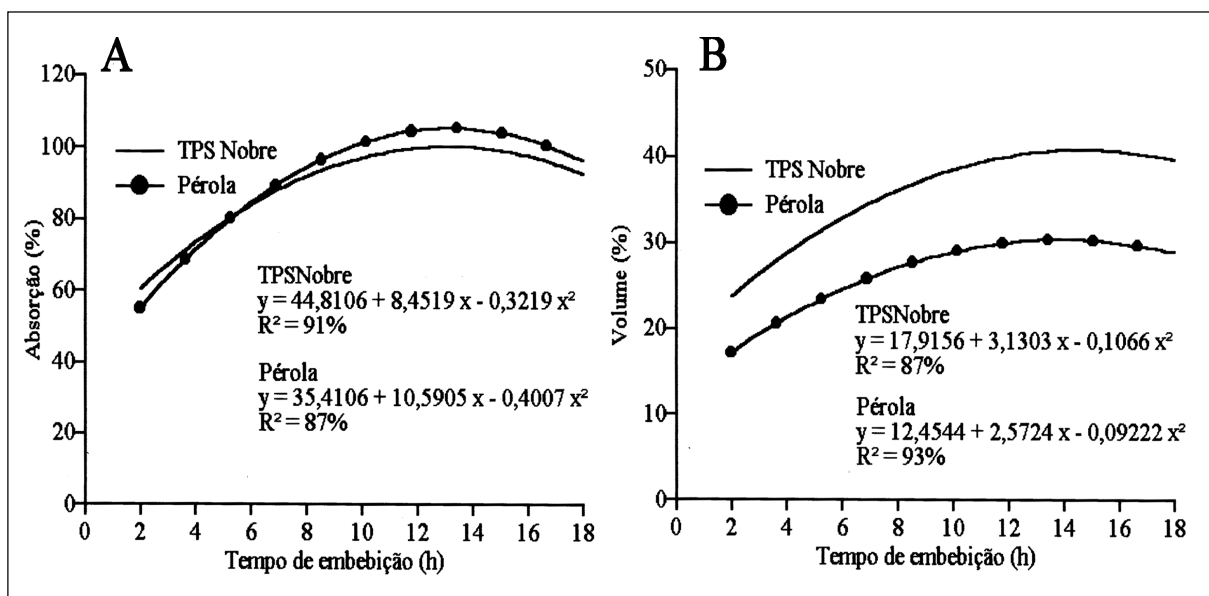 A
Absorção (%)
120
100
80
60
40
20
0
TPS Nobre
Pérola
TPSNobre
y = 44,8106 + 8,4519 x - 0,3219 x²
R² = 91%
Pérola
y = 35,4106 + 10,5905 x - 0,4007 x²
R² = 87%
0 2 4 6 8 10 12 14 16 18
Tempo de embebição (h)
B
Volume (%)
50
40
30
20
10
0
TPS Nobre
Pérola
TPSNobre
y = 17,9156 + 3,1303 x - 0,1066 x²
R² = 87%
Pérola
y = 12,4544 + 2,5724 x - 0,09222 x²
R² = 93%
0 2 4 6 8 10 12 14 16 18
Tempo de embebição (h)